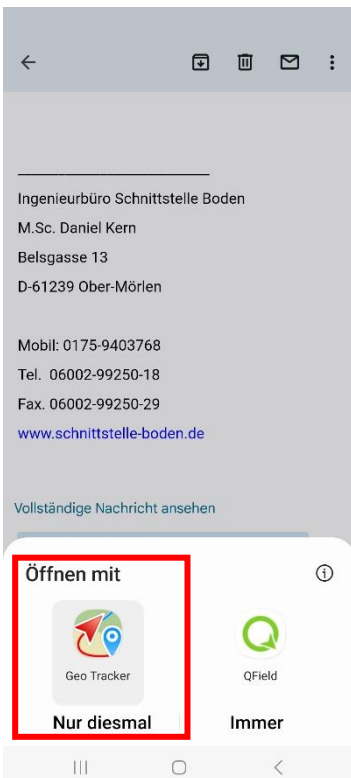 Ingenieurbüro Schnittstelle Boden
M.Sc. Daniel Kern
Belsgasse 13
D-61239 Ober-Mörlen
Mobil: 0175-9403768
Tel. 06002-99250-18
Fax. 06002-99250-29
www.schnittstelle-boden.de
Vollständige Nachricht ansehen
Öffnen mit
Geo Tracker
QField
Nur diesmal
Immer